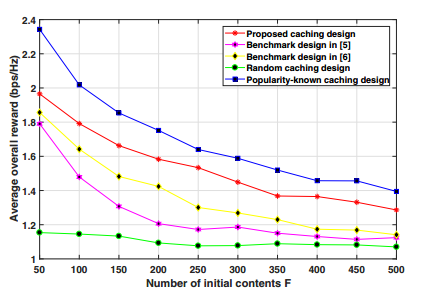 2.4
2.2
2
1.8
1.6
1.4
1.2
1
Average overall reward (bps/Hz)
Proposed caching design
Benchmark design in [5]
Benchmark design in [6]
Random caching design
Popularity-known caching design
50 100 150 200 250 300 350 400 450 500
Number of initial contents F